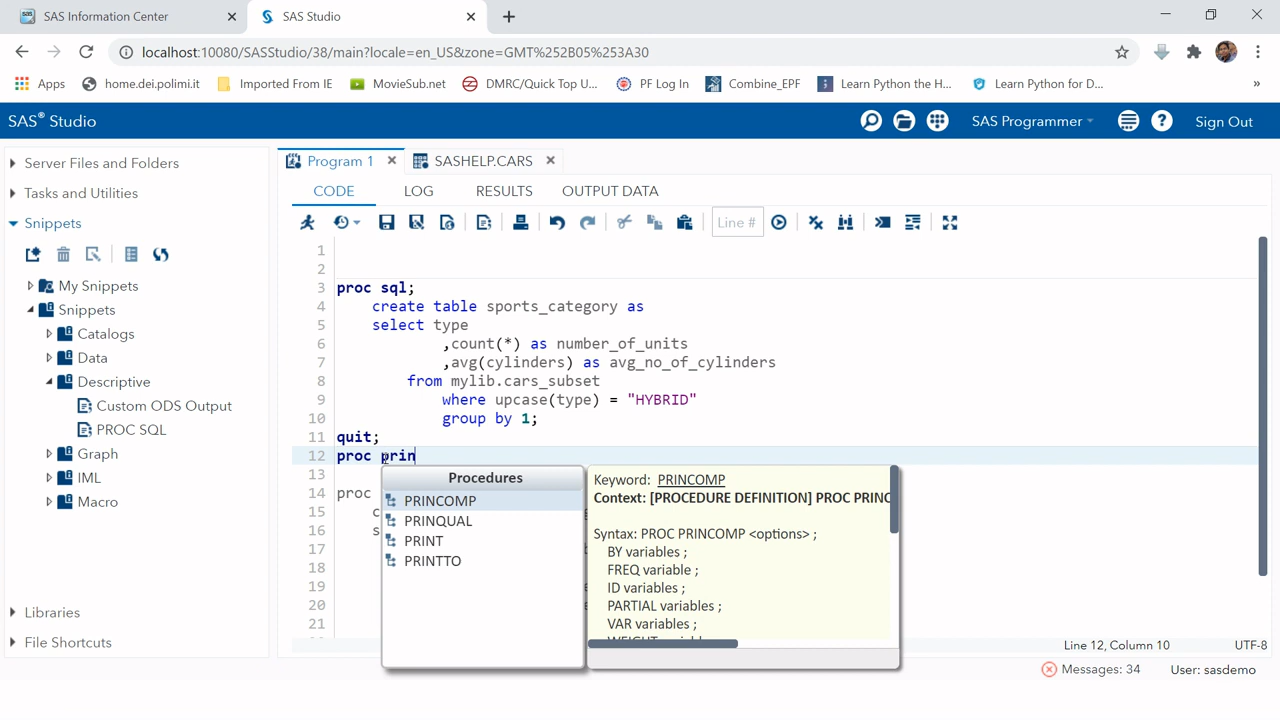 SAS Information Center
SAS Studio
localhost:10080/SASStudio/38/main?locale=en_US&zone=GMT%252B05%253A30
Apps
home.dei.polimi.it
Imported From IE
MovieSub.net
DMRC/Quick Top U...
PF Log In
Combine_EPF
Learn Python the H...
Learn Python for D...
»
SAS® Studio
SAS Programmer
Sign Out
Server Files and Folders
Tasks and Utilities
Snippets
My Snippets
Snippets
Catalogs
Data
Descriptive
Custom ODS Output
PROC SQL
Graph
IML
Macro
Libraries
File Shortcuts
Program 1
SASHELP.CARS
CODE
LOG
RESULTS
OUTPUT DATA
Line #
1
2
3 proc sql;
4 create table sports_category as
5 select type
6 ,count(*) as number_of_units
7 ,avg(cylinders) as avg_no_of_cylinders
8 from mylib.cars_subset
9 where upcase(type) = "HYBRID"
10 group by 1;
11 quit;
12 proc prin
13
14 proc
15 c
16 s
17
18
19
20
21
Procedures
PRINCOMP
PRINQUAL
PRINT
PRINTTO
Keyword: PRINCOMP
Context: [PROCEDURE DEFINITION] PROC PRINC
Syntax: PROC PRINCOMP <options> ;
BY variables ;
FREQ variable ;
ID variables ;
PARTIAL variables ;
VAR variables ;
Line 12, Column 10
UTF-8
Messages: 34
User: sasdemo